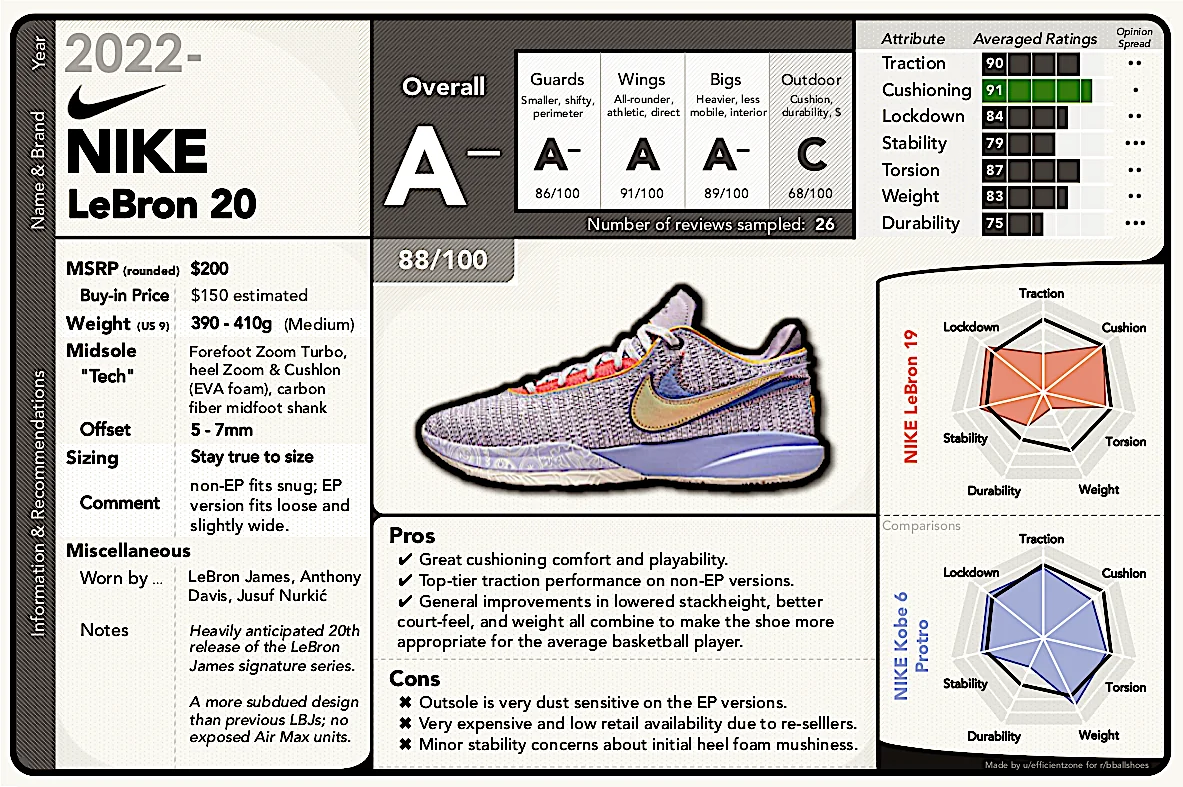 Year
2022-
Name & Brand
NIKE
LeBron 20
Overall
A-
88/100
Guards
Smaller, shifty,
perimeter
A-
86/100
Wings
All-rounder,
athletic, direct
A
91/100
Bigs
Heavier, less
mobile, interior
A-
89/100
Outdoor
Cushion,
durability, $
C
68/100
Number of reviews sampled: 26
Attribute Averaged Ratings Opinion Spread
Traction 90 ••
Cushioning 91 •
Lockdown 84 ••
Stability 79 •••
Torsion 87 ••
Weight 83 ••
Durability 75 •••
Information & Recommendations
MSRP (rounded) $200
Buy-in Price $150 estimated
Weight (US 9) 390 - 410g (Medium)
Midsole "Tech" Forefoot Zoom Turbo,
heel Zoom & Cushlon
(EVA foam), carbon
fiber midfoot shank
Offset 5 - 7mm
Sizing Stay true to size
Comment non-EP fits snug; EP
version fits loose and
slightly wide.
Miscellaneous
Worn by ... LeBron James, Anthony
Davis, Jusuf Nurkić
Notes Heavily anticipated 20th
release of the LeBron
James signature series.
A more subdued design
than previous LBJs; no
exposed Air Max units.
Pros
✔ Great cushioning comfort and playability.
✔ Top-tier traction performance on non-EP versions.
✔ General improvements in lowered stackheight, better
court-feel, and weight all combine to make the shoe more
appropriate for the average basketball player.
Cons
✖ Outsole is very dust sensitive on the EP versions.
✖ Very expensive and low retail availability due to re-selllers.
✖ Minor stability concerns about initial heel foam mushiness.
NIKE LeBron 19
Traction
Lockdown
Cushion
Stability
Torsion
Durability
Weight
Comparisons
NIKE Kobe 6
Protro
Traction
Lockdown
Cushion
Stability
Torsion
Durability
Weight
Made by u/efficientzone for r/bballshoes